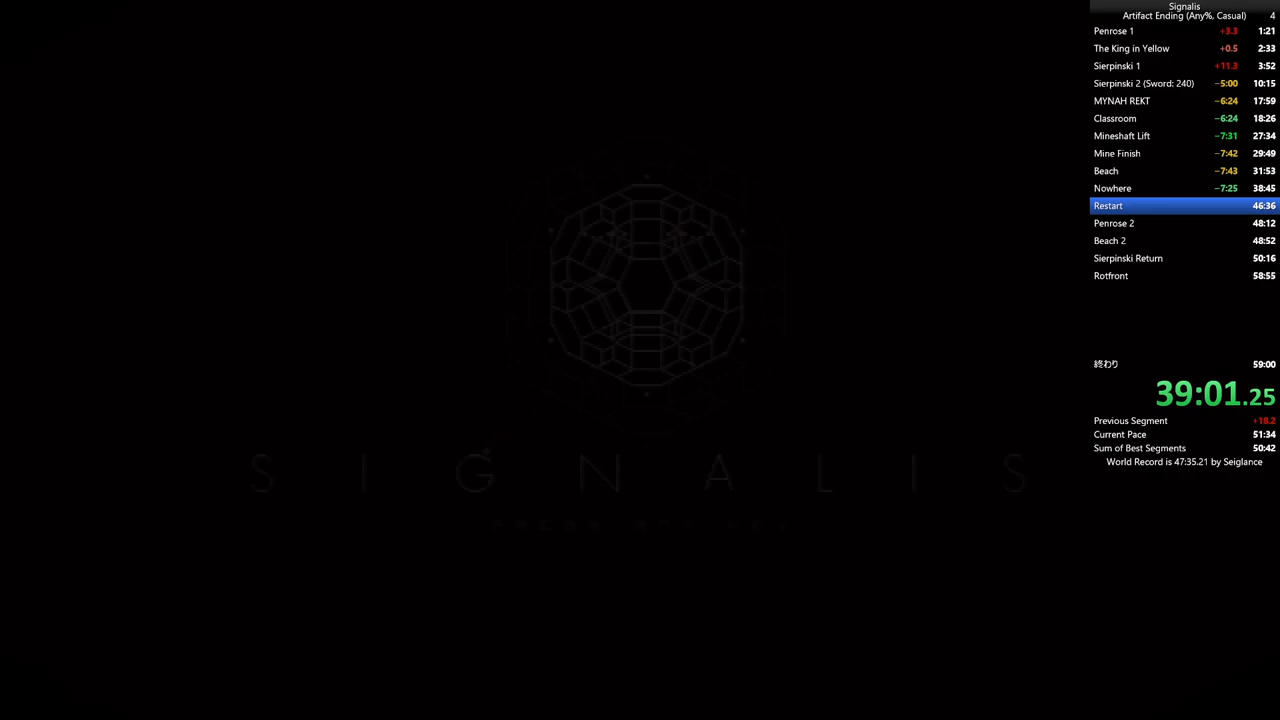 Signalis
Artifact Ending (Any%, Casual) 4
Penrose 1 +3.3 1:21
The King in Yellow +0.5 2:33
Sierpinski 1 +11.3 3:52
Sierpinski 2 (Sword: 240) −5:00 10:15
MYNAH REKT −6:24 17:59
Classroom −6:24 18:26
Mineshaft Lift −7:31 27:34
Mine Finish −7:42 29:49
Beach −7:43 31:53
Nowhere −7:25 38:45
Restart 46:36
Penrose 2 48:12
Beach 2 48:52
Sierpinski Return 50:16
Rotfront 58:55
終わり 59:00
39:01.25
Previous Segment +18.2
Current Pace 51:34
Sum of Best Segments 50:42
World Record is 47:35.21 by Seiglance
SIGNALIS
PRESS ANY KEY